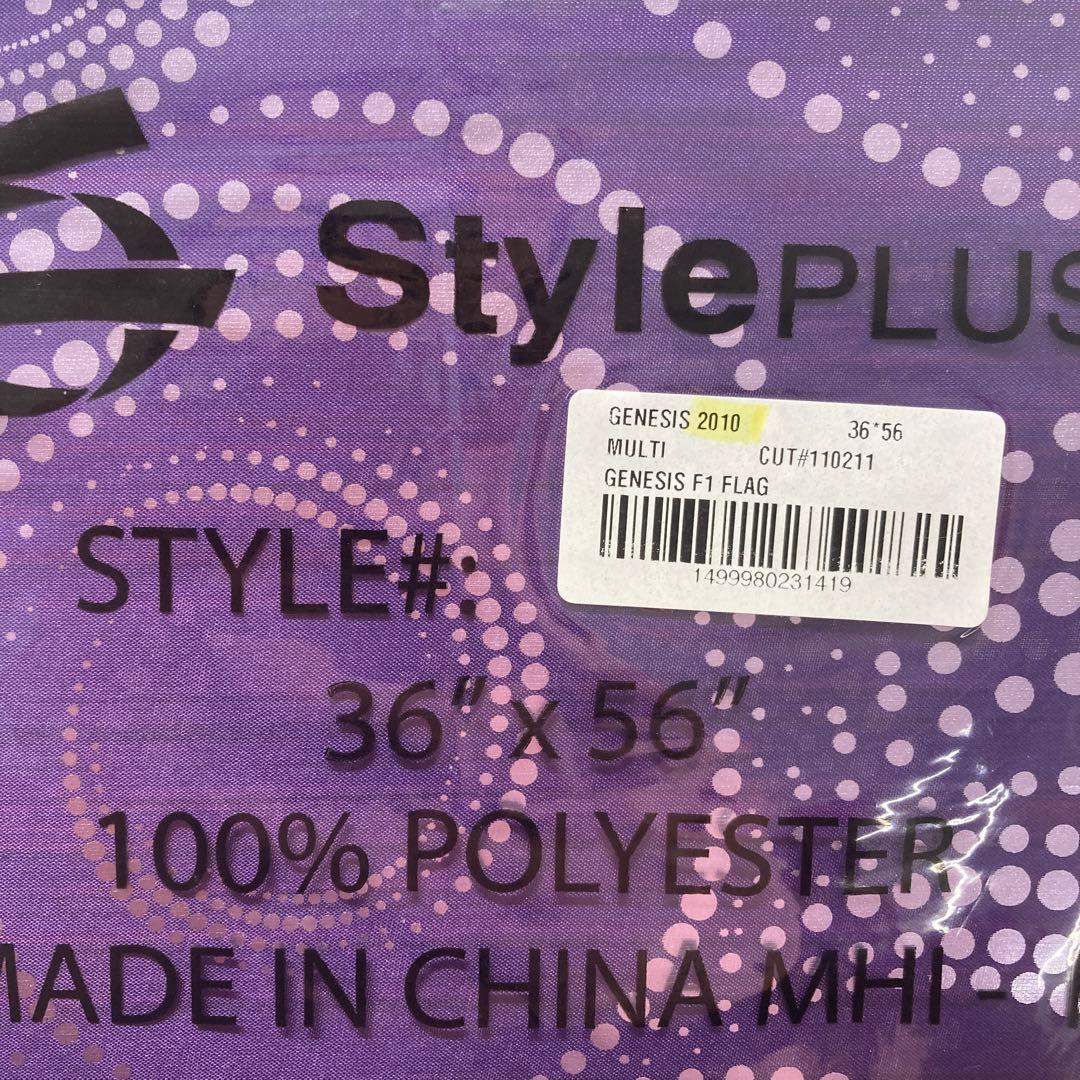 StylePLUS
GENESIS 2010 36*56
MULTI CUT#110211
GENESIS F1 FLAG
1499980231419
STYLE#:
36" x 56"
100% POLYESTER
MADE IN CHINA MHI -